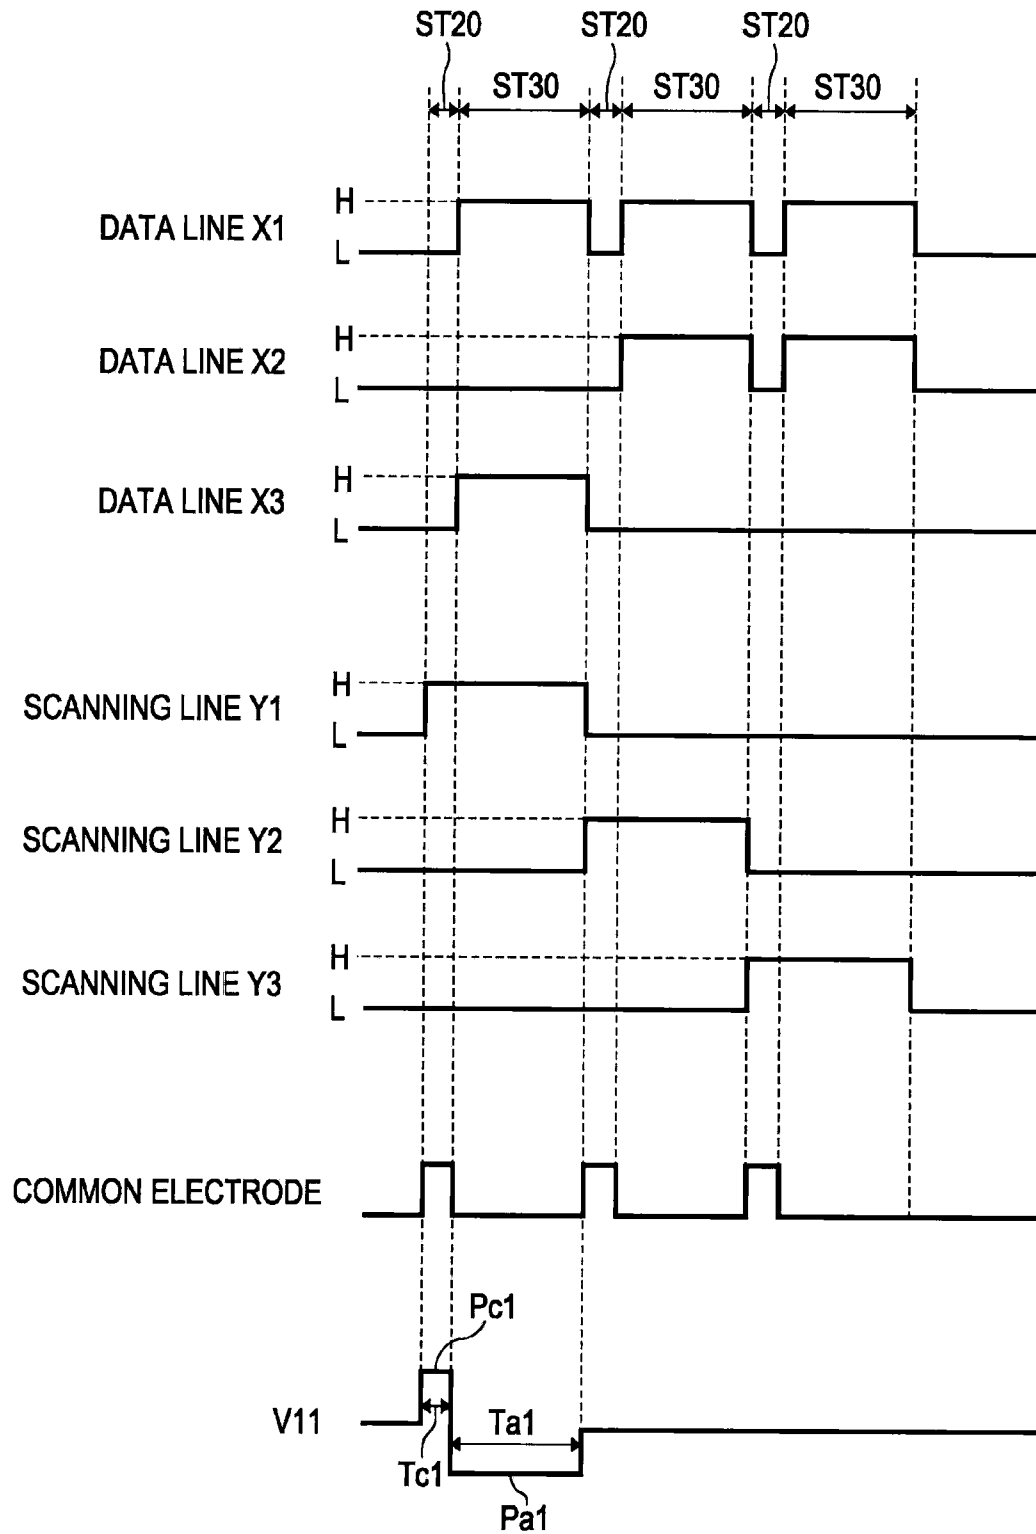 ST20 ST20 ST20
ST30 ST30 ST30
H
DATA LINE X1
L
H
DATA LINE X2
L
H
DATA LINE X3
L
H
SCANNING LINE Y1
L
H
SCANNING LINE Y2
L
H
SCANNING LINE Y3
L
COMMON ELECTRODE
Pc1
V11
Ta1
Tc1
Pa1